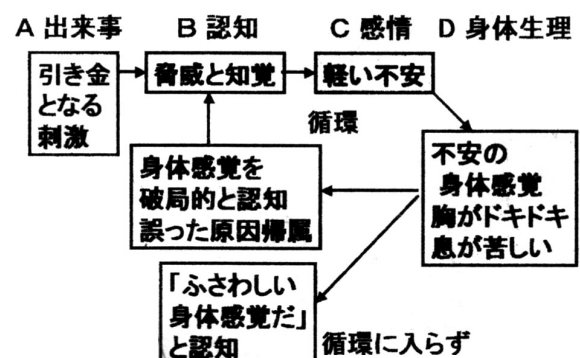 A 出来事 B 認知 C 感情 D 身体生理
引き金
となる
刺激
脅威と知覚
軽い不安
循環
不安の
身体感覚
胸がドキドキ
息が苦しい
身体感覚を
破局的と認知
誤った原因帰属
「ふさわしい
身体感覚だ」
と認知
循環に入らず